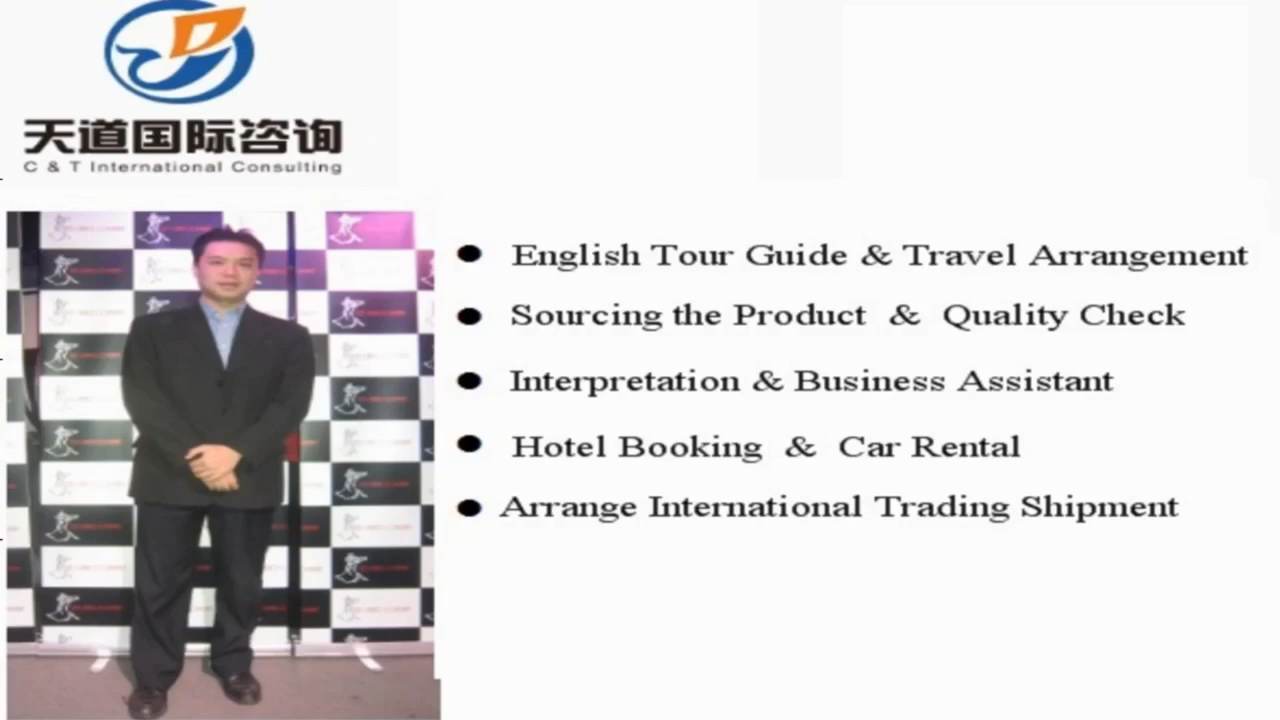 天道国际咨询
C & T International Consulting
● English Tour Guide & Travel Arrangement
● Sourcing the Product & Quality Check
● Interpretation & Business Assistant
● Hotel Booking & Car Rental
● Arrange International Trading Shipment